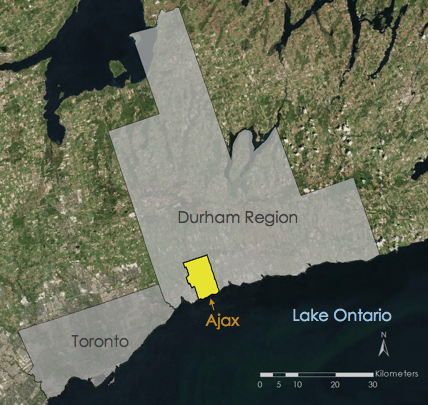 Durham Region
Ajax
Lake Ontario
Toronto
N
Kilometers
0 5 10 20 30